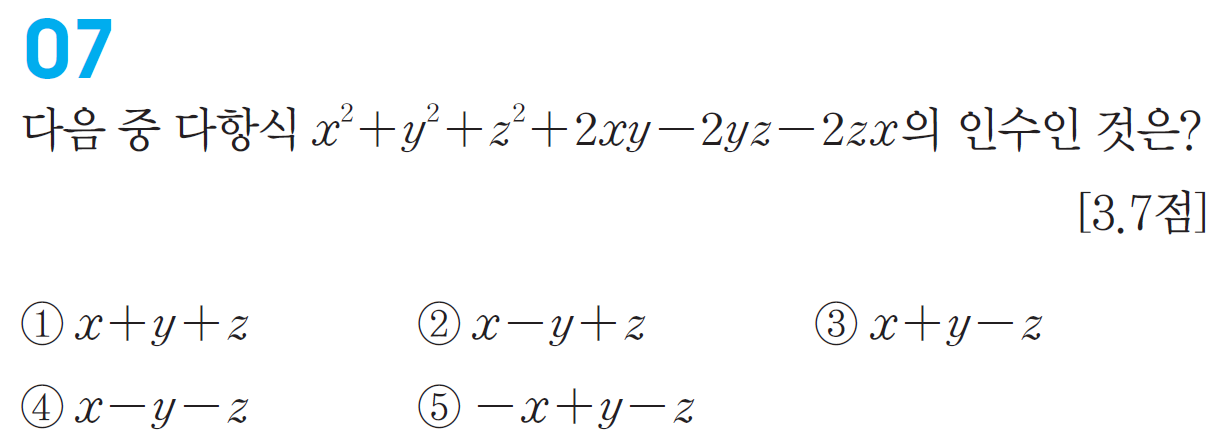 07
다음 중 다항식 x²+y²+z²+2xy−2yz−2zx의 인수인 것은?
[3.7점]
① x+y+z ② x−y+z ③ x+y−z
④ x−y−z ⑤ −x+y−z